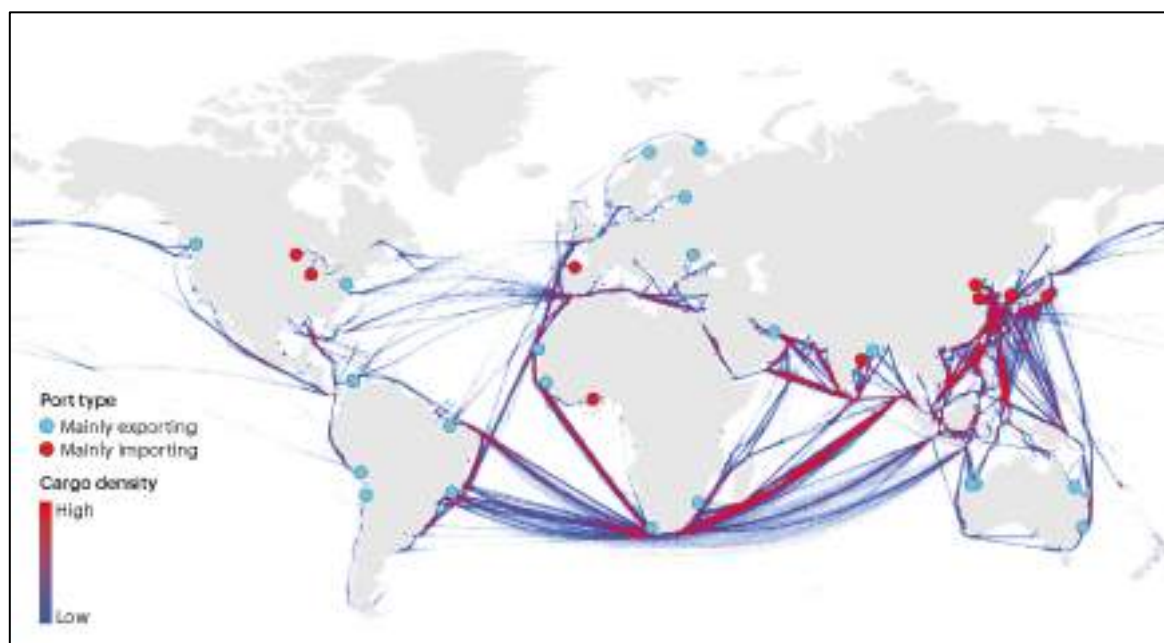 Port type
Mainly exporting
Mainly importing
Cargo density
High
Low